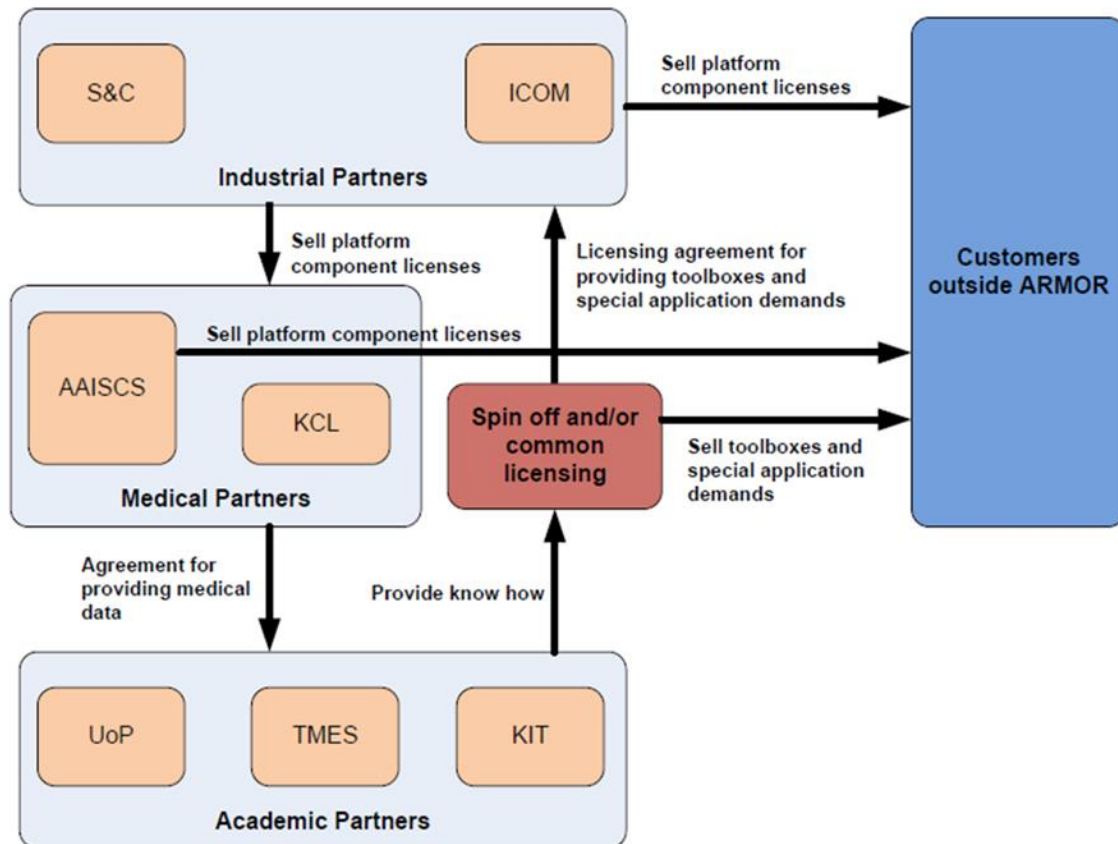 S&C
ICOM
Industrial Partners
Sell platform
component licenses
Sell platform
component licenses
Licensing agreement for
providing toolboxes and
special application demands
Customers
outside ARMOR
Sell platform component licenses
AAISCS
KCL
Medical Partners
Spin off and/or
common
licensing
Sell toolboxes and
special application
demands
Agreement for
providing medical
data
Provide know how
UoP
TMES
KIT
Academic Partners